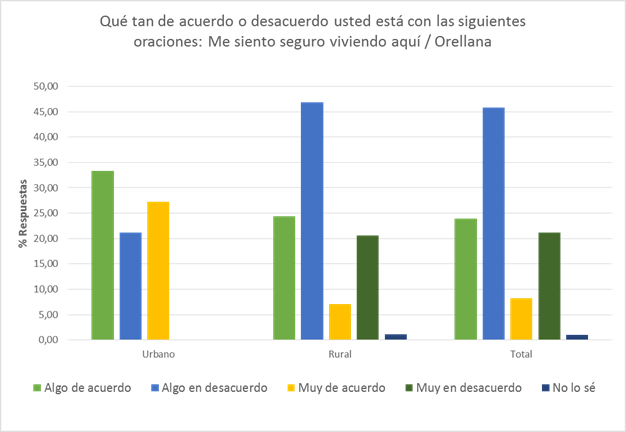 Qué tan de acuerdo o desacuerdo usted está con las siguientes
oraciones: Me siento seguro viviendo aquí / Orellana
50,00
45,00
40,00
35,00
30,00
25,00
20,00
15,00
10,00
5,00
0,00
% Respuestas
Urbano Rural Total
Algo de acuerdo Algo en desacuerdo Muy de acuerdo Muy en desacuerdo No lo sé